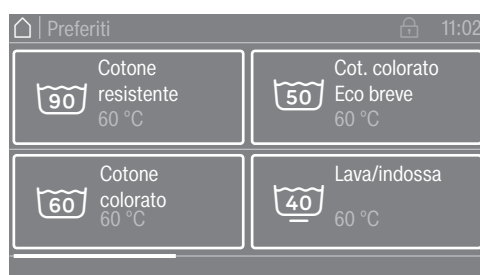 Preferiti
11:02
90
Cotone
resistente
60 °C
50
Cot. colorato
Eco breve
60 °C
60
Cotone
colorato
60 °C
40
Lava/indossa
60 °C